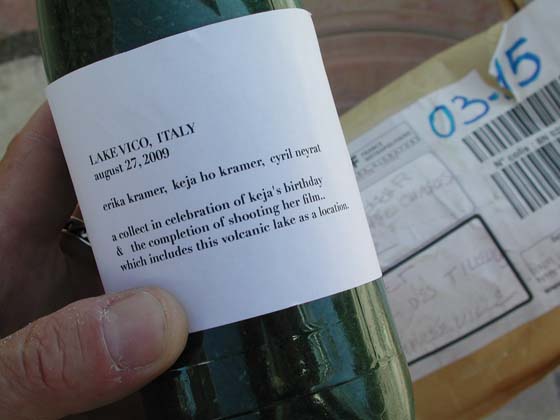 LAKE VICO, ITALY
august 27, 2009
erika kramer, keja ho kramer, cyril neyrat
a collect in celebration of keja's birthday
& the completion of shooting her film..
which includes this volcanic lake as a location.
03-15